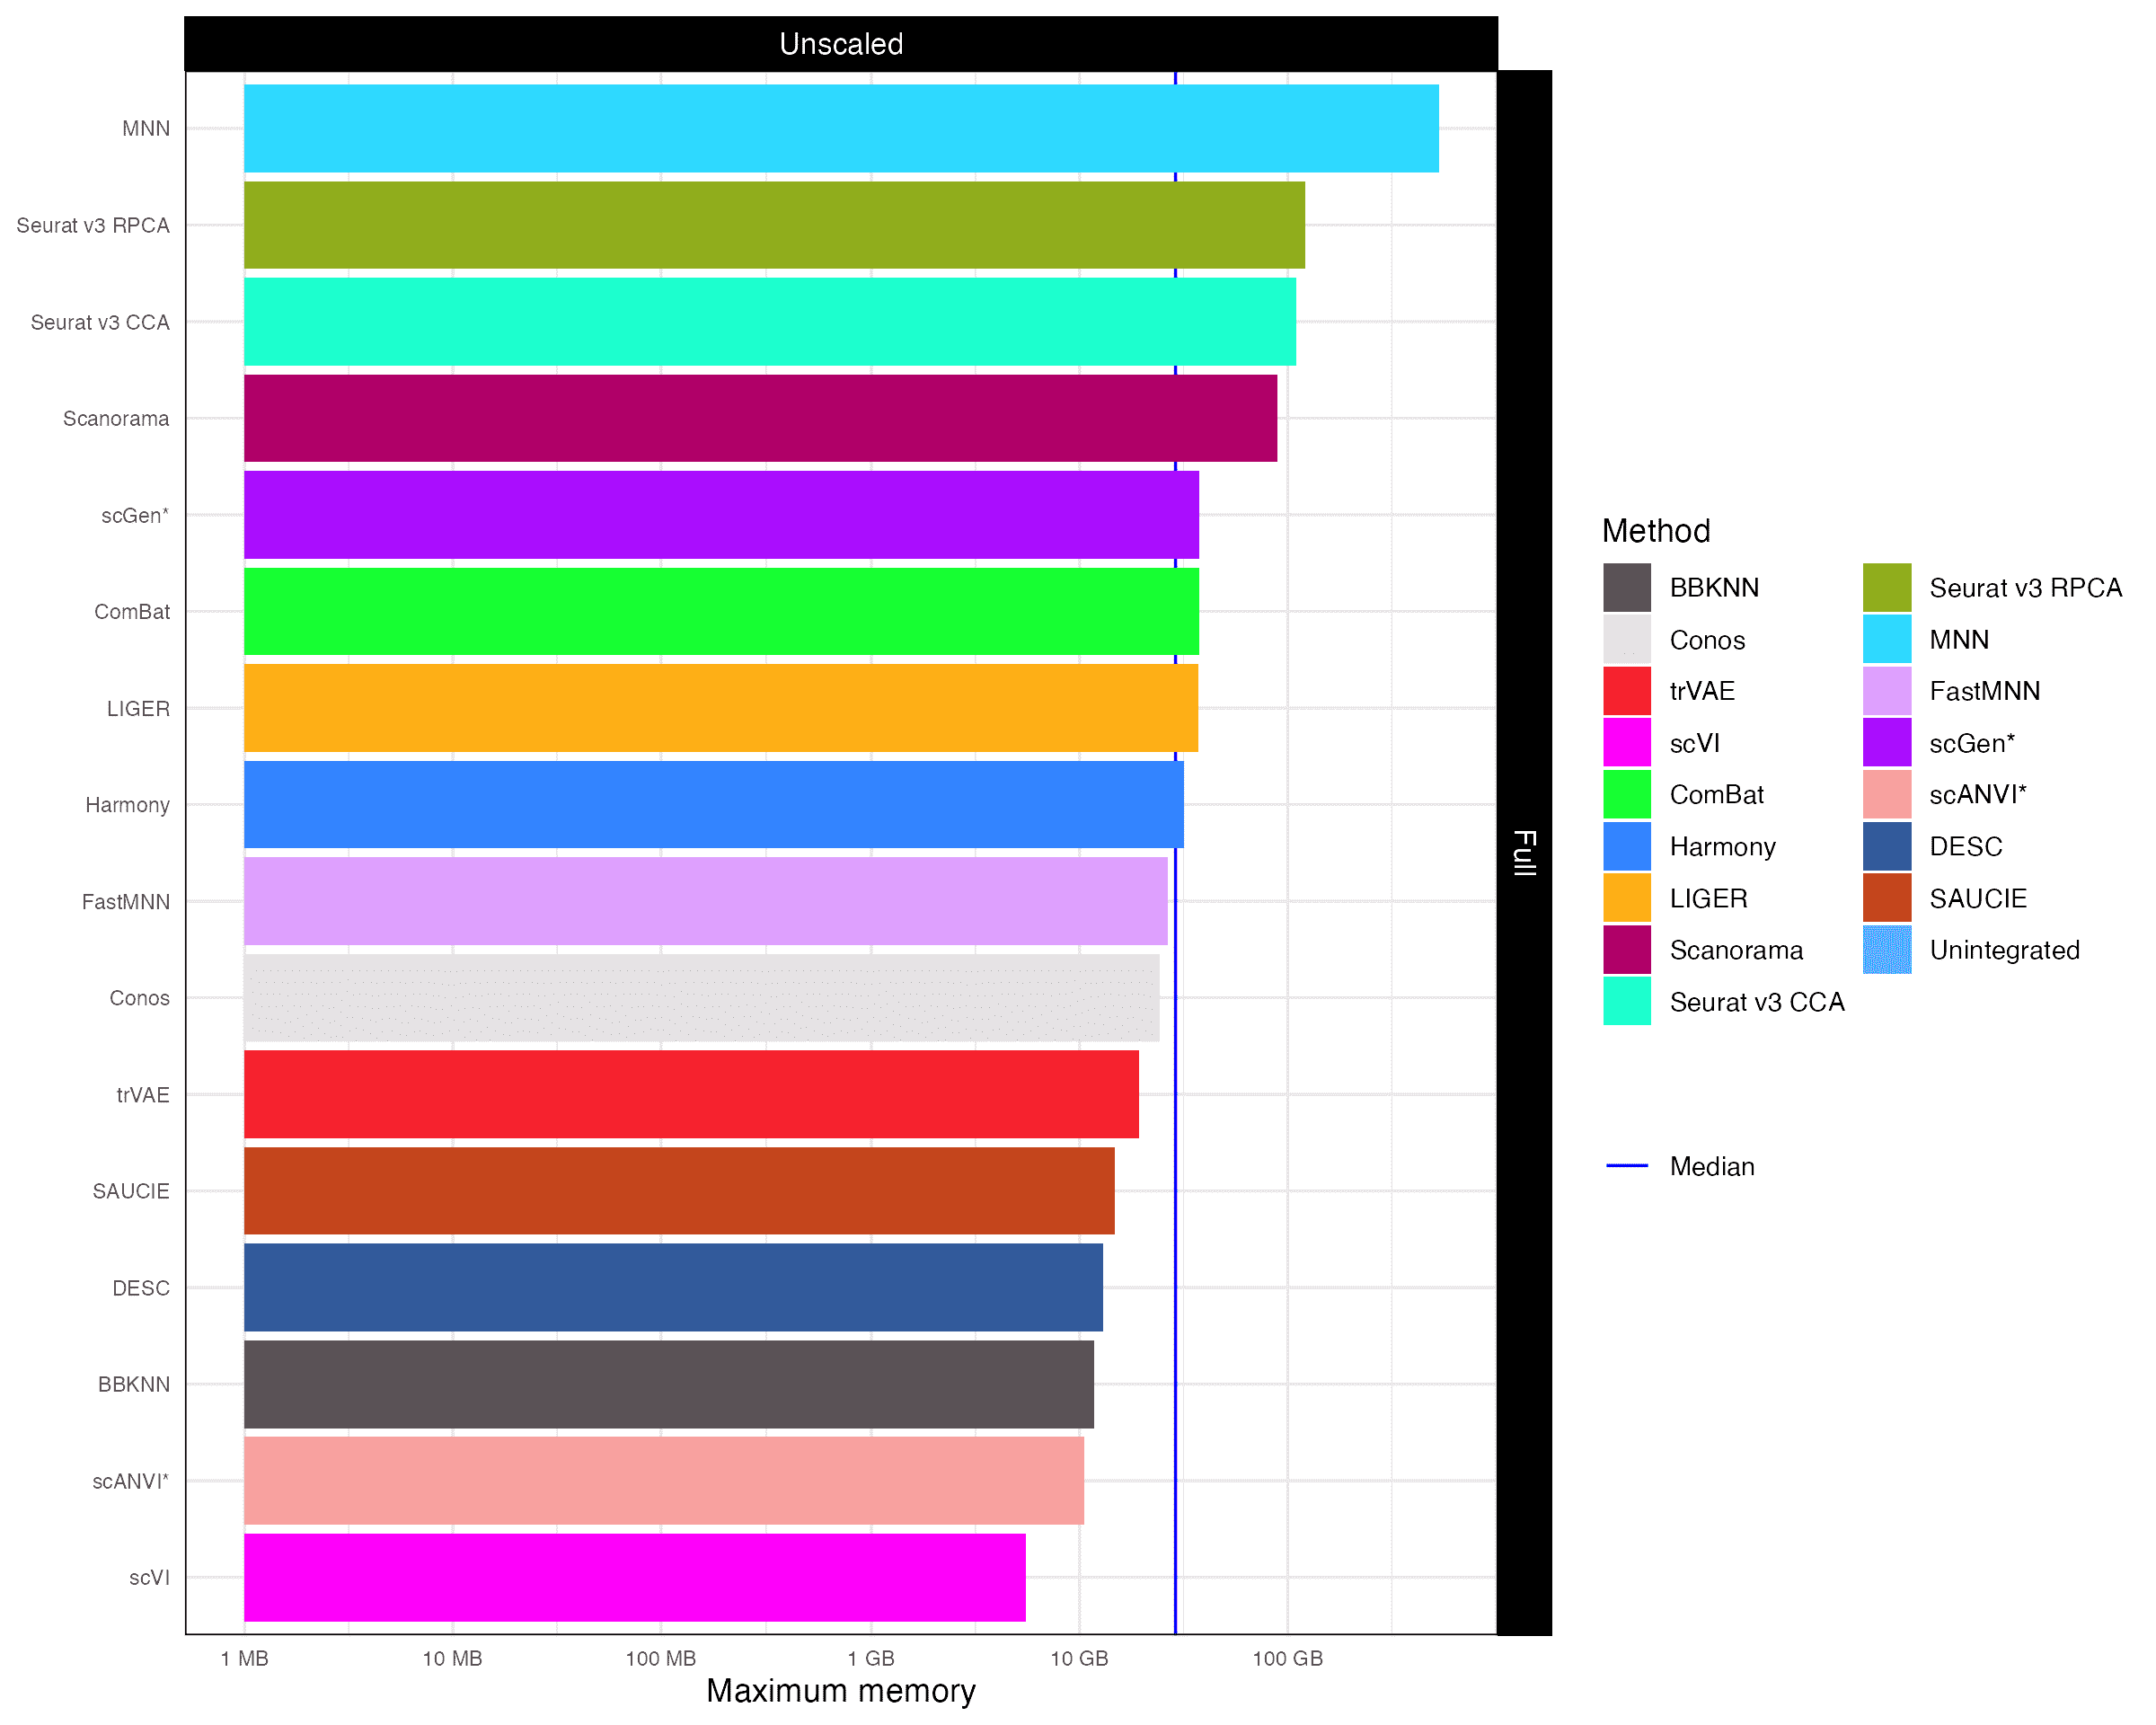 Unscaled
MNN
Seurat v3 RPCA
Seurat v3 CCA
Scanorama
scGen*
ComBat
LIGER
Harmony
FastMNN
Conos
trVAE
SAUCIE
DESC
BBKNN
scANVI*
scVI
1 MB
10 MB
100 MB
1 GB
10 GB
100 GB
Maximum memory
Full
Method
BBKNN
Conos
trVAE
scVI
ComBat
Harmony
LIGER
Scanorama
Seurat v3 CCA
Seurat v3 RPCA
MNN
FastMNN
scGen*
scANVI*
DESC
SAUCIE
Unintegrated
Median